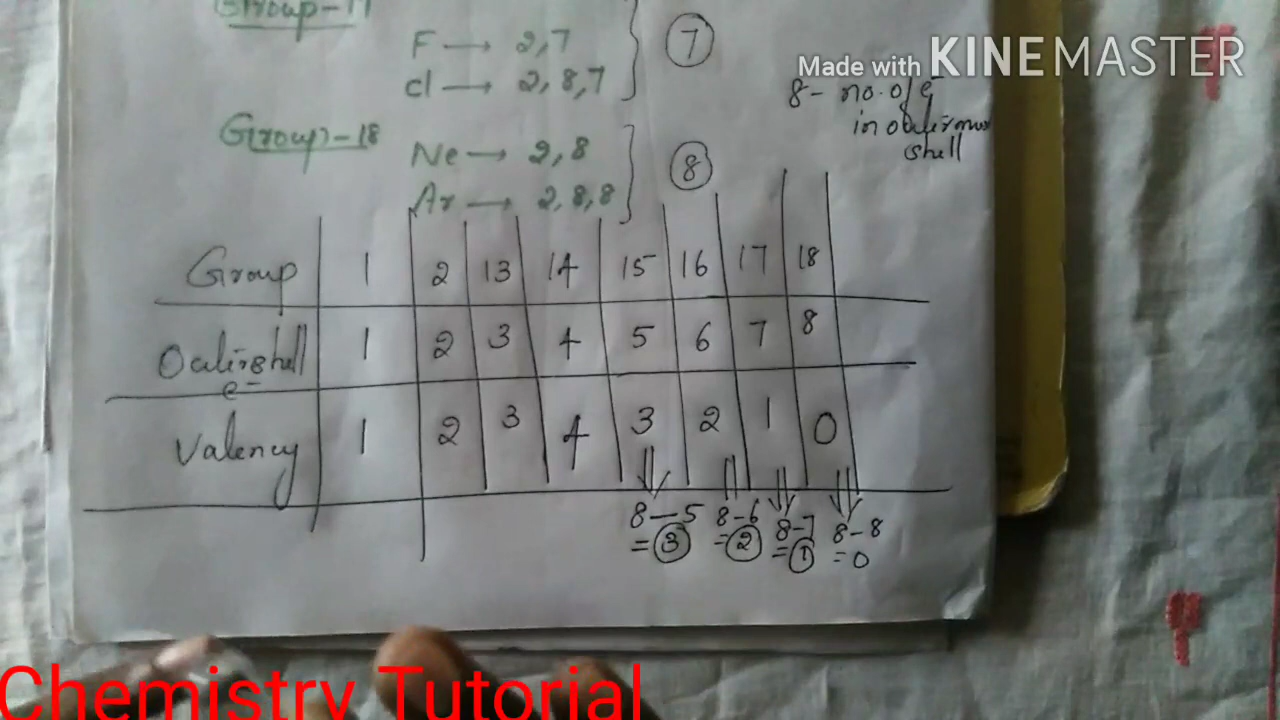 Group-17
F → 2,7
Cl → 2,8,7
7
Made with KINEMASTER
8- no. of e-
in outermost
shell
Group-18
Ne → 2,8
Ar → 2,8,8
8
Group 1 2 13 14 15 16 17 18
Outershell e- 1 2 3 4 5 6 7 8
Valency 1 2 3 4 3 2 1 0
8-5 8-6 8-7 8-8
=3 =2 =1 =0
Chemistry Tutorial